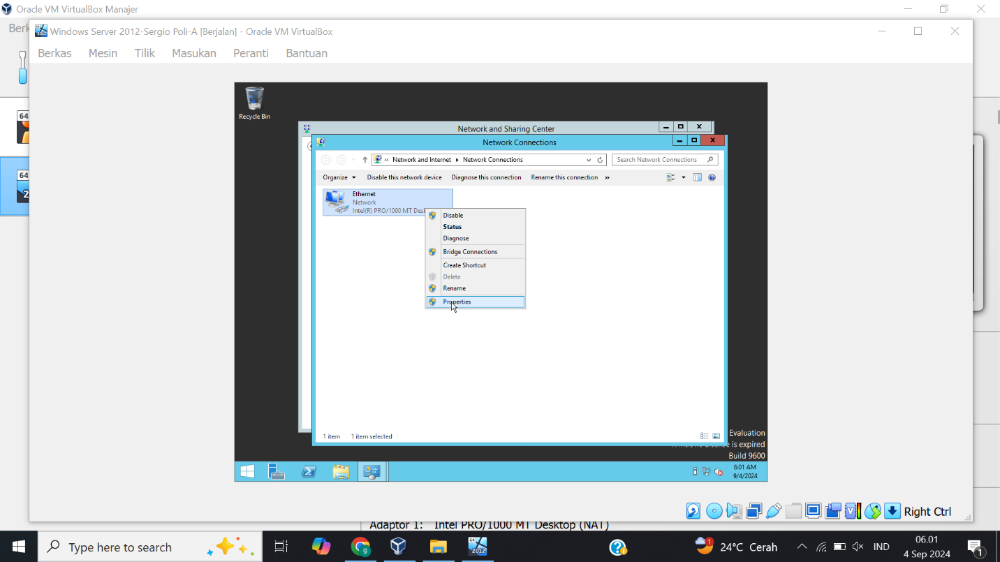 Oracle VM VirtualBox Manajer
Berk
Windows Server 2012-Sergio Poli-A [Berjalan] - Oracle VM VirtualBox
Berkas Mesin Tilik Masukan Peranti Bantuan
64
64
2
Recycle Bin
Network and Sharing Center
Network Connections
« Network and Internet Network Connections
Search Network Connections
Organize Disable this network device Diagnose this connection Rename this connection »
Ethernet
Network
Intel(R) PRO/1000 MT Desk
Disable
Status
Diagnose
Bridge Connections
Create Shortcut
Delete
Rename
Properties
1 item 1 item selected
Evaluation
is expired
Build 9600
6:01 AM
9/4/2024
Right Ctrl
Adaptor 1: Intel PRO/1000 MT Desktop (NAT)
Type here to search
64
2012
24°C Cerah
IND
06.01
4 Sep 2024
1
1